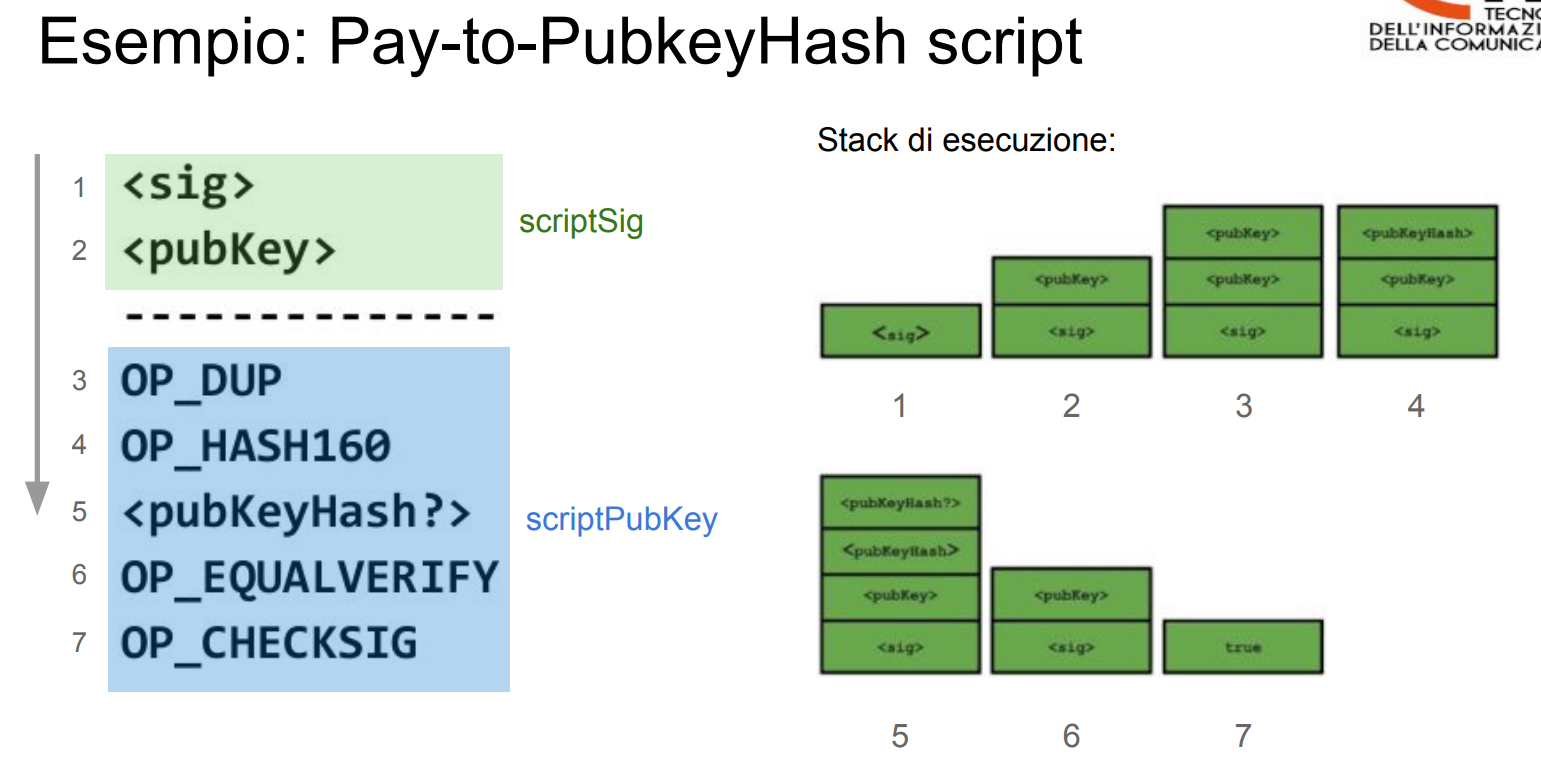 Esempio: Pay-to-PubkeyHash script
DELL'INFORMAZI
DELLA COMUNICA
1 <sig>
2 <pubKey>
scriptSig
--------------
3 OP_DUP
4 OP_HASH160
5 <pubKeyHash?>
6 OP_EQUALVERIFY
7 OP_CHECKSIG
scriptPubKey
Stack di esecuzione:
<sig>
1
<pubKey>
<sig>
2
<pubKey>
<pubKey>
<sig>
3
<pubKeyHash>
<pubKey>
<sig>
4
<pubKeyHash?>
<pubKeyHash>
<pubKey>
<sig>
5
<pubKey>
<sig>
6
true
7